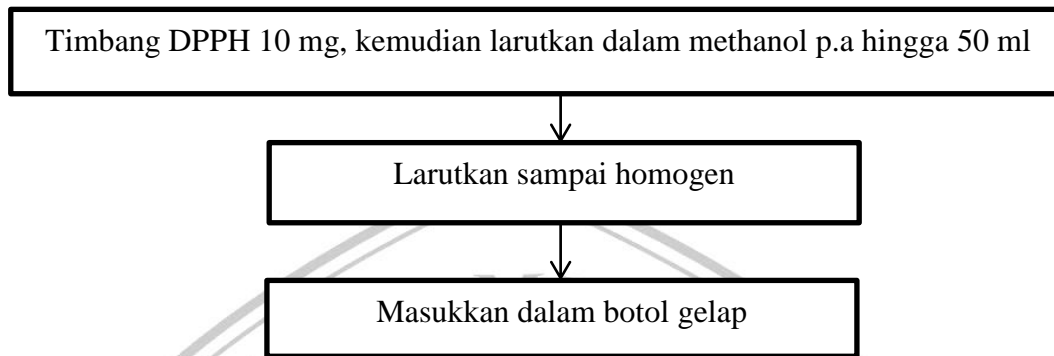 Timbang DPPH 10 mg, kemudian larutkan dalam methanol p.a hingga 50 ml
Larutkan sampai homogen
Masukkan dalam botol gelap